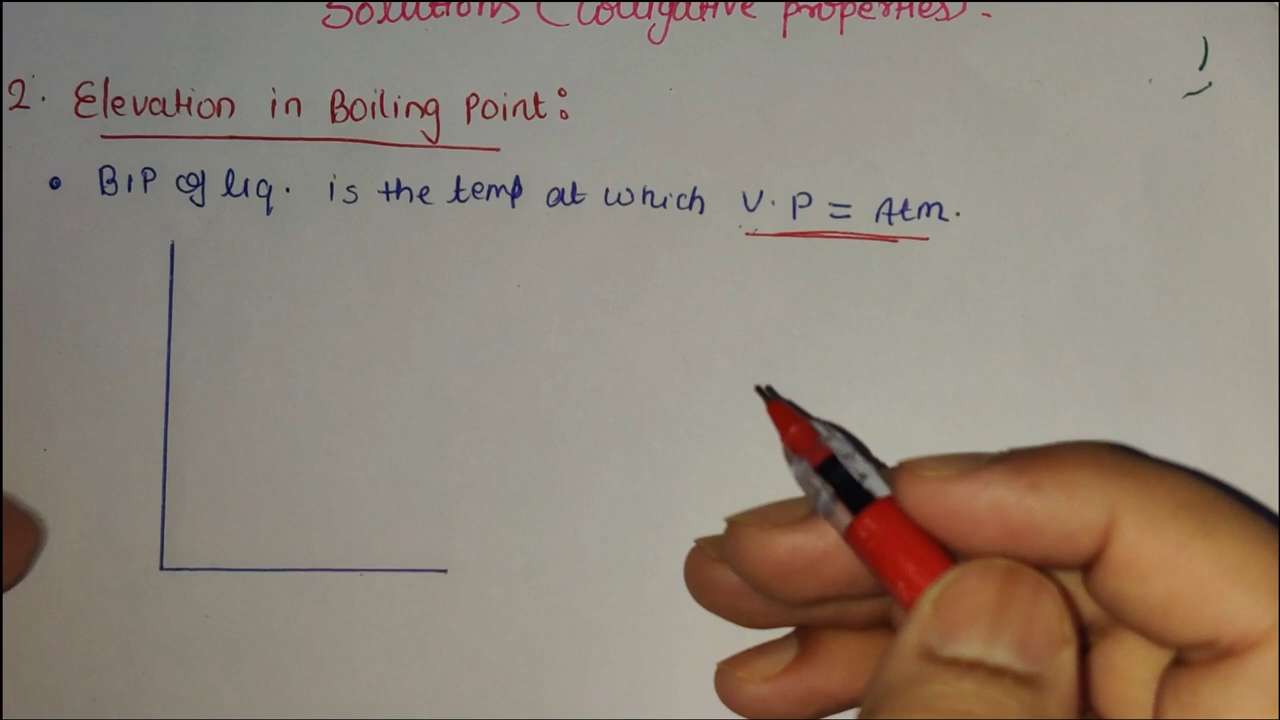 Solutions (Colligative properties).
2. Elevation in Boiling Point:
• B.P of liq. is the temp at which V.P = Atm.